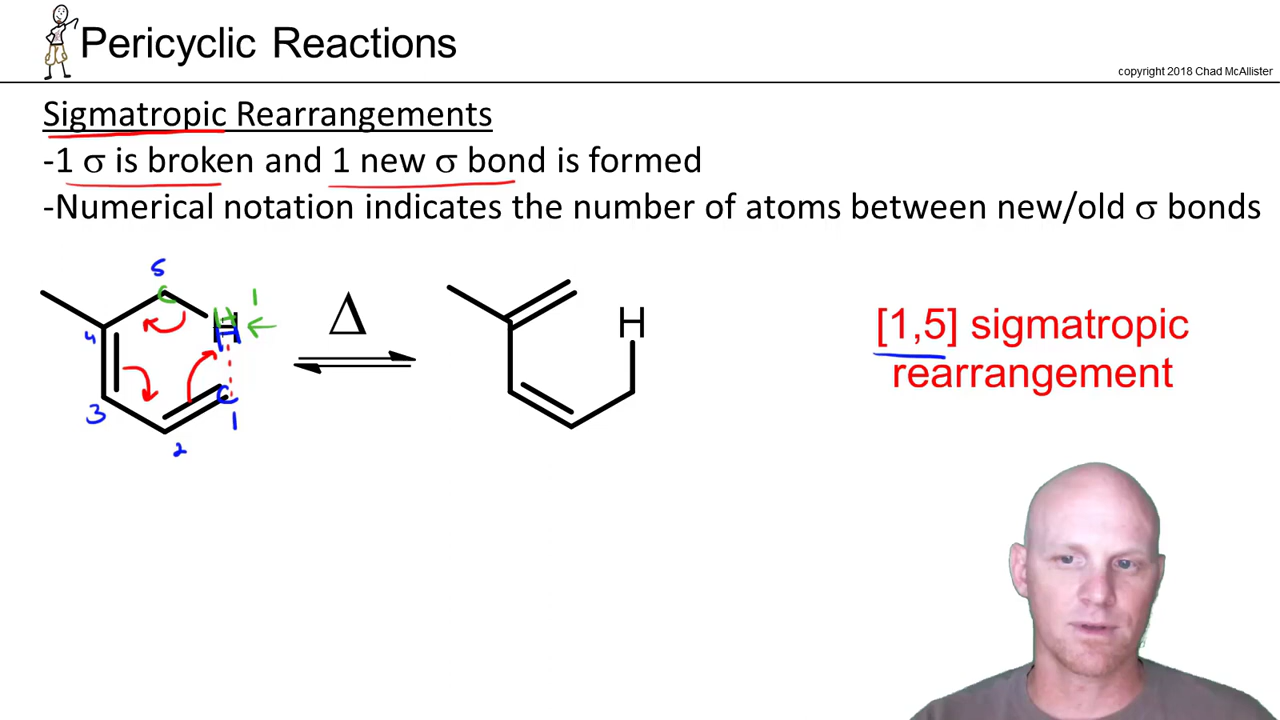 Pericyclic Reactions
copyright 2018 Chad McAllister
Sigmatropic Rearrangements
-1 σ is broken and 1 new σ bond is formed
-Numerical notation indicates the number of atoms between new/old σ bonds
5
C
H 1
H
4
C
3
1
2
Δ
H
[1,5] sigmatropic
rearrangement